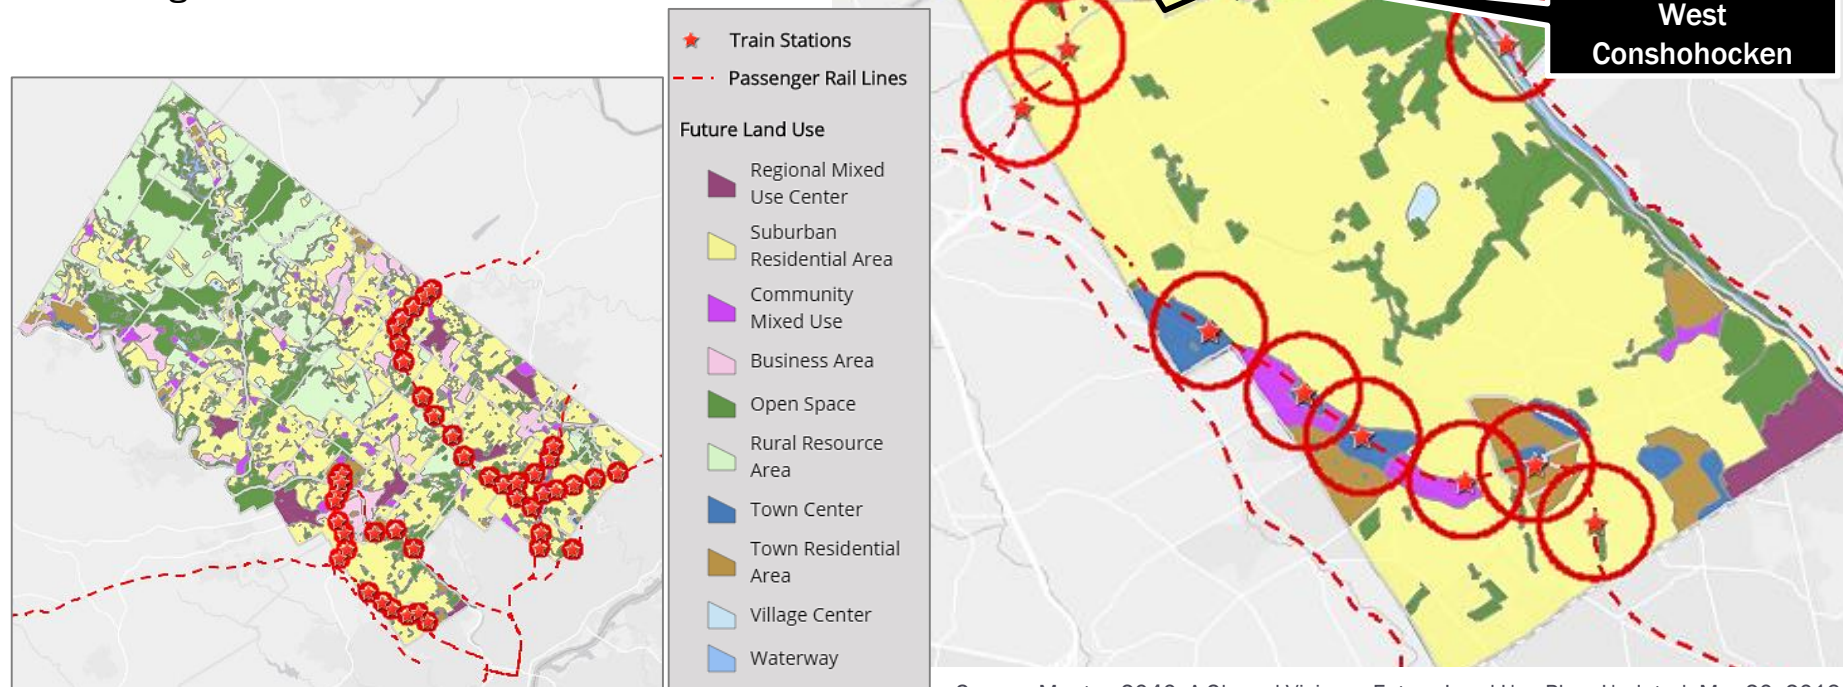 Train Stations
Passenger Rail Lines
Future Land Use
Regional Mixed
Use Center
Suburban
Residential Area
Community
Mixed Use
Business Area
Open Space
Rural Resource
Area
Town Center
Town Residential
Area
Village Center
Waterway
West
Conshohocken